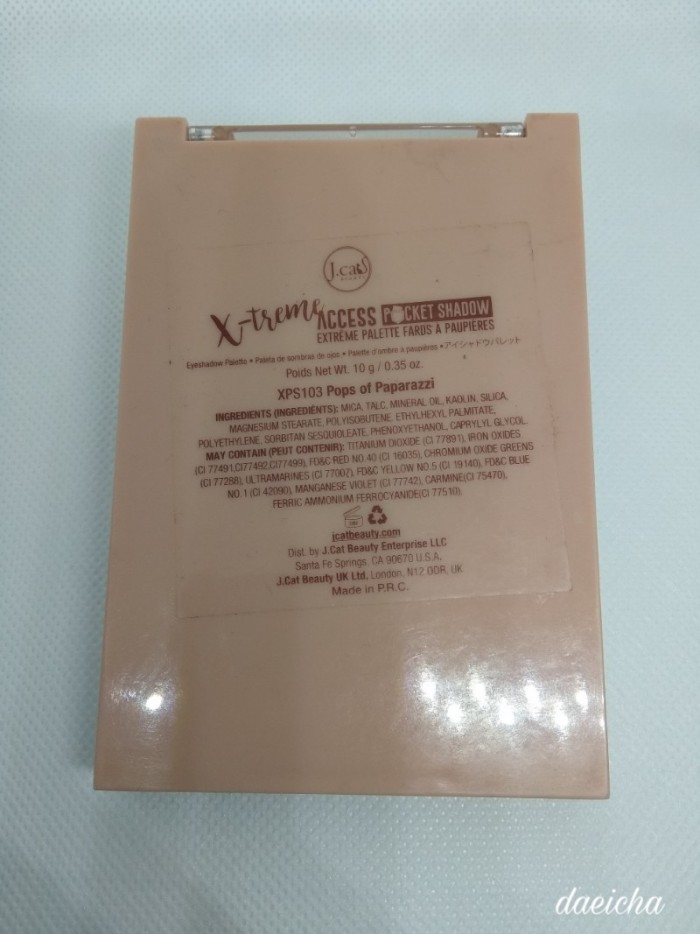 J.cat
BEAUTY
X-treme ACCESS POCKET SHADOW
EXTRÊME PALETTE FARDS A PAUPIÈRES
Eyeshadow Palette • Paleta de sombras de ojos • Palette d'ombre a paupières •アイシャドウパレット
Poids Net Wt. 10 g / 0.35 oz.
XPS103 Pops of Paparazzi
INGREDIENTS (INGRÉDIENTS): MICA, TALC, MINERAL OIL, KAOLIN, SILICA,
MAGNESIUM STEARATE, POLYISOBUTENE, ETHYLHEXYL PALMITATE,
POLYETHYLENE, SORBITAN SESQUIOLEATE, PHENOXYETHANOL, CAPRYLYL GLYCOL.
MAY CONTAIN (PEUT CONTENIR): TITANIUM DIOXIDE (CI 77891), IRON OXIDES
(CI 77491,CI77492,CI77499), FD&C RED NO.40 (CI 16035), CHROMIUM OXIDE GREENS
(CI 77288), ULTRAMARINES (CI 77007), FD&C YELLOW NO.5 (CI 19140), FD&C BLUE
NO.1 (CI 42090), MANGANESE VIOLET (CI 77742), CARMINE(CI 75470),
FERRIC AMMONIUM FERROCYANIDE(CI 77510).
jcatbeauty.com
Dist. by J.Cat Beauty Enterprise LLC
Santa Fe Springs, CA 90670 U.S.A.
J.Cat Beauty UK Ltd, London, N12 0DR, UK
Made in P.R.C.
daeicha